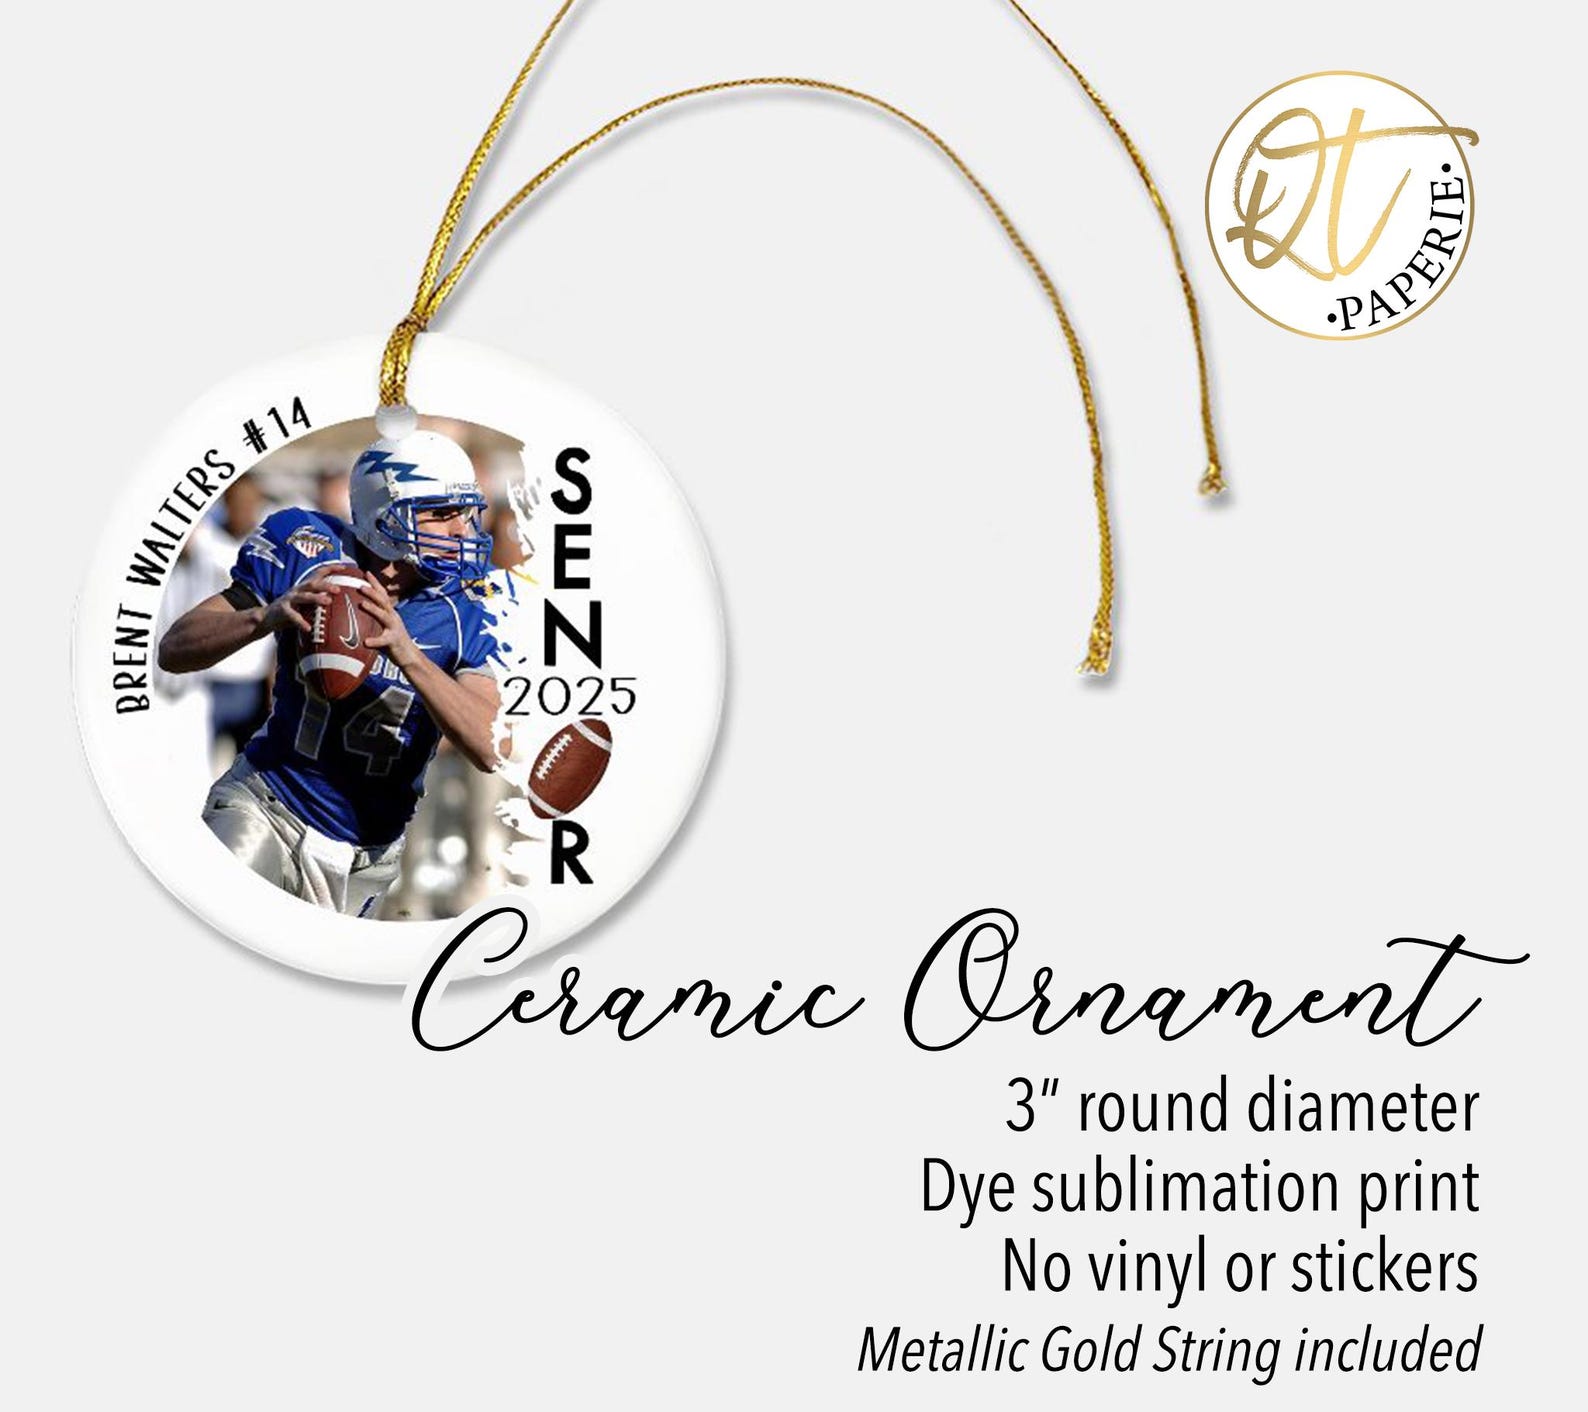 QT
•PAPERIE•
BRENT WALTERS #14
S
E
N
2025
R
14
Ceramic Ornament
3" round diameter
Dye sublimation print
No vinyl or stickers
Metallic Gold String included